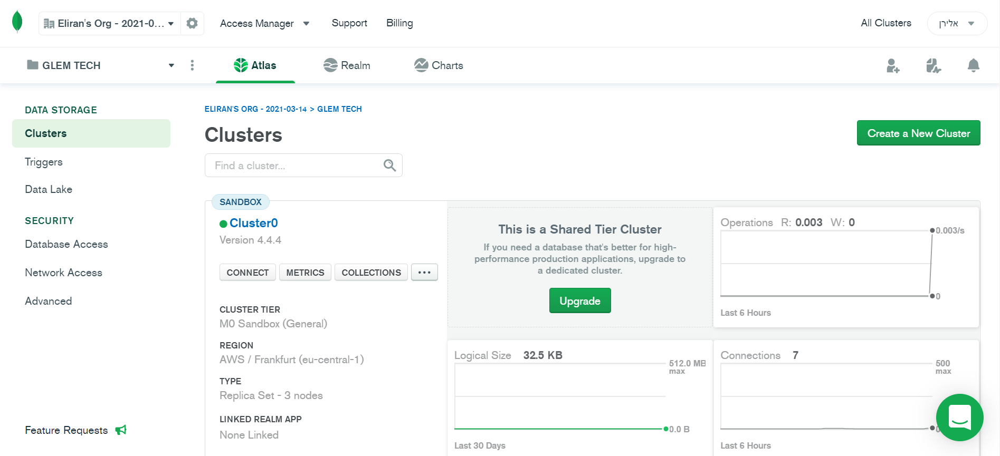 Eliran's Org - 2021-0...
Access Manager
Support
Billing
All Clusters
אלירן
GLEM TECH
Atlas
Realm
Charts
DATA STORAGE
Clusters
Triggers
Data Lake
SECURITY
Database Access
Network Access
Advanced
Feature Requests
ELIRAN'S ORG - 2021-03-14 > GLEM TECH
Clusters
Create a New Cluster
Find a cluster...
SANDBOX
Cluster0
Version 4.4.4
CONNECT
METRICS
COLLECTIONS
CLUSTER TIER
M0 Sandbox (General)
REGION
AWS / Frankfurt (eu-central-1)
TYPE
Replica Set - 3 nodes
LINKED REALM APP
None Linked
This is a Shared Tier Cluster
If you need a database that's better for high-
performance production applications, upgrade to
a dedicated cluster.
Upgrade
Operations R: 0.003 W: 0
0.003/s
0
Last 6 Hours
Logical Size 32.5 KB
512.0 MB
max
0.0 B
Last 30 Days
Connections 7
500
max
0
Last 6 Hours